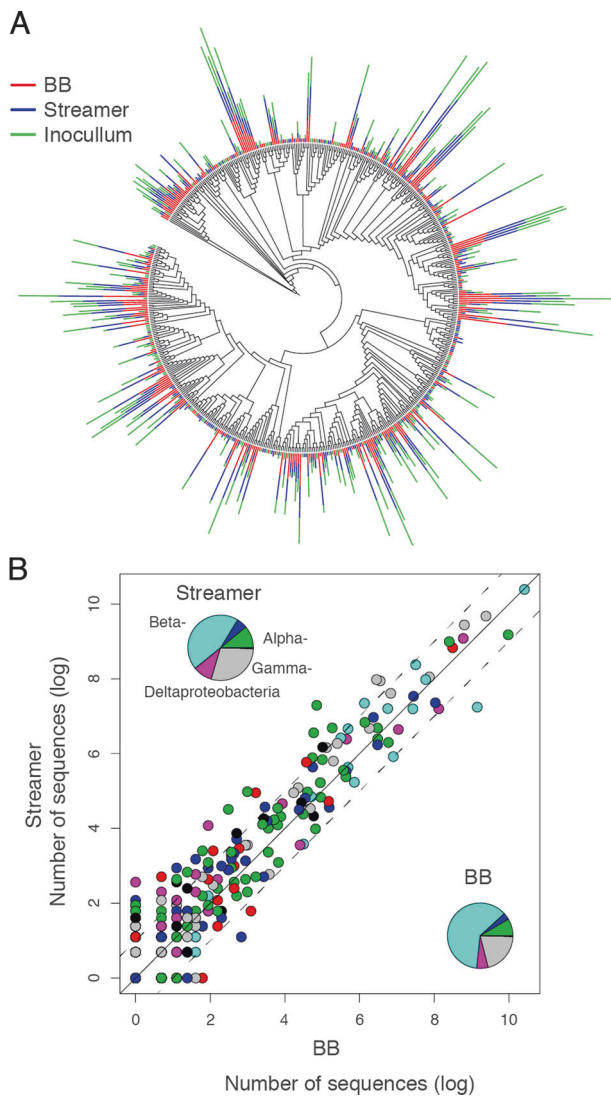 A
BB
Streamer
Inocullum
B
Streamer
Beta-
Alpha-
Gamma-
Deltaproteobacteria
Streamer
Number of sequences (log)
10
8
6
4
2
0
BB
0
2
4
6
8
10
BB
Number of sequences (log)